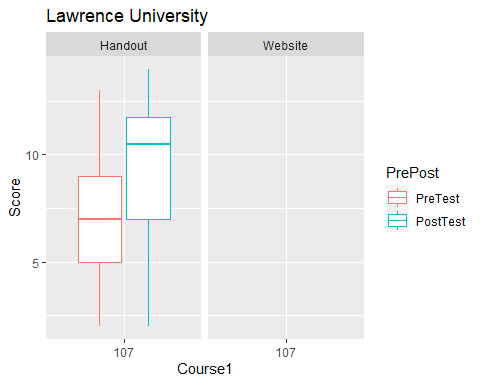 Lawrence University
Handout
Website
10
5
Score
107
107
Course1
PrePost
PreTest
PostTest